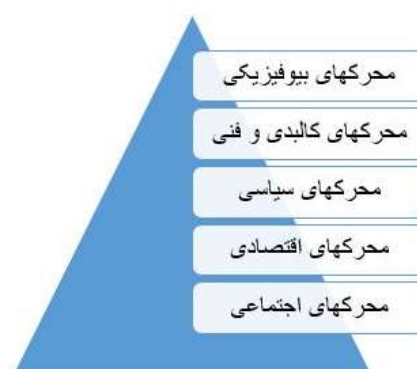 محرکهای بیوفیزیکی
محرکهای کالبدی و فنی
محرکهای سیاسی
محرکهای اقتصادی
محرکهای اجتماعی